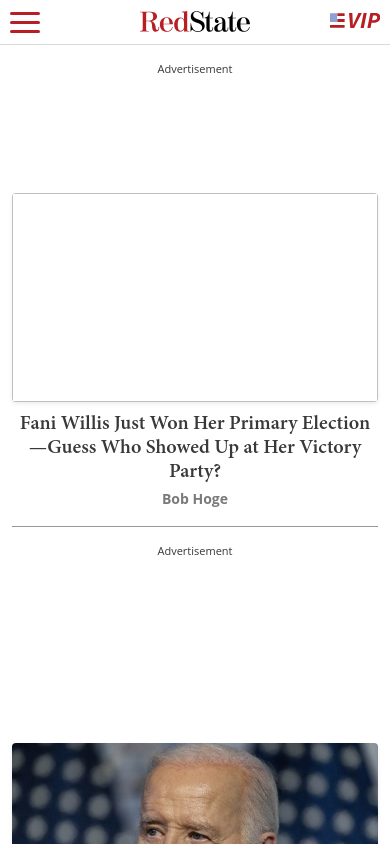 RedState
VIP
Advertisement
Fani Willis Just Won Her Primary Election
—Guess Who Showed Up at Her Victory
Party?
Bob Hoge
Advertisement